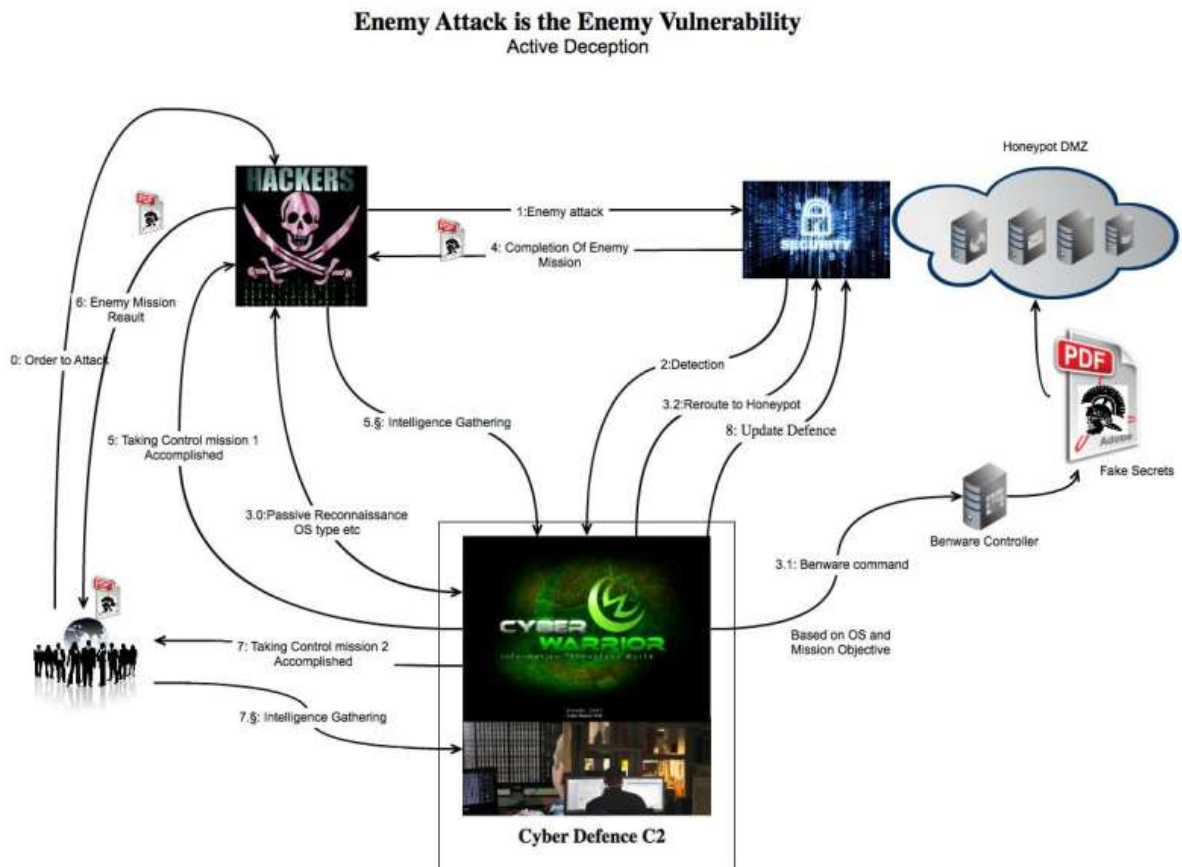 Enemy Attack is the Enemy Vulnerability
Active Deception
Honeypot DMZ
HACKERS
PDF
1:Enemy attack
SECURITY
PDF
4: Completion Of Enemy
Mission
6: Enemy Mission
Reault
0: Order to Attack
2:Detection
PDF
Adobe
3.2:Reroute to Honeypot
5.§: Intelligence Gathering
8: Update Defence
5: Taking Control mission 1
Accomplished
Fake Secrets
3.0:Passive Reconnaissance
OS type etc
Benware Controller
3.1: Benware command
PDF
CYBER
WARRIOR
Based on OS and
Mission Objective
7: Taking Control mission 2
Accomplished
7.§: Intelligence Gathering
Cyber Defence C2